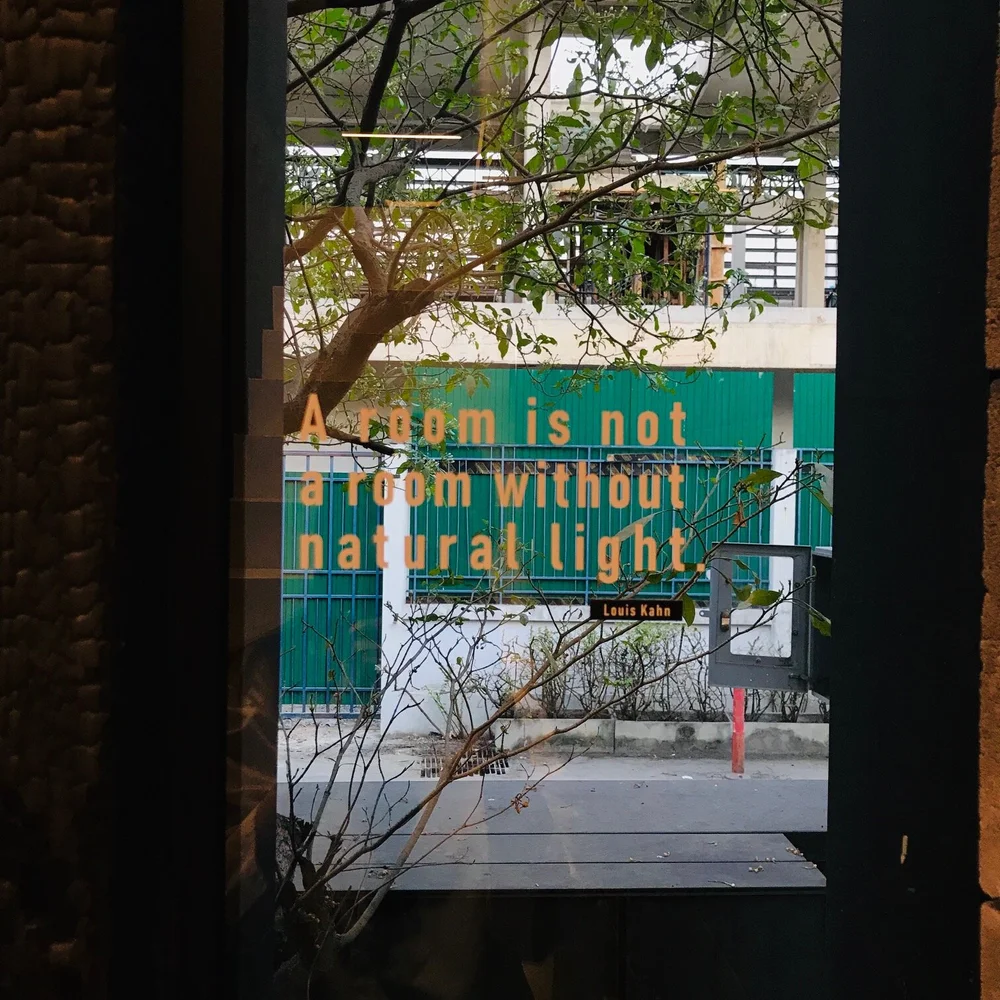 A room is not
a room without
natural light.
Louis Kahn